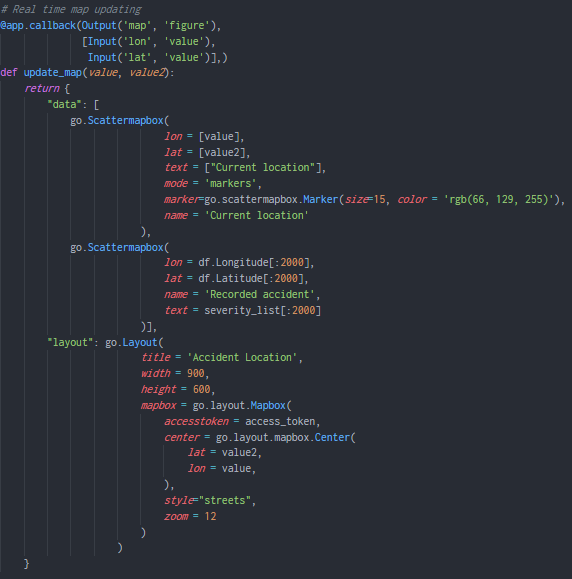 # Real time map updating
@app.callback(Output('map', 'figure'),
[Input('lon', 'value'),
Input('lat', 'value')],)
def update_map(value, value2):
return {
"data": [
go.Scattermapbox(
lon = [value],
lat = [value2],
text = ["Current location"],
mode = 'markers',
marker=go.scattermapbox.Marker(size=15, color = 'rgb(66, 129, 255)'),
name = 'Current location'
),
go.Scattermapbox(
lon = df.Longitude[:2000],
lat = df.Latitude[:2000],
name = 'Recorded accident',
text = severity_list[:2000]
)],
"layout": go.Layout(
title = 'Accident Location',
width = 900,
height = 600,
mapbox = go.layout.Mapbox(
accesstoken = access_token,
center = go.layout.mapbox.Center(
lat = value2,
lon = value,
),
style="streets",
zoom = 12
)
)
}